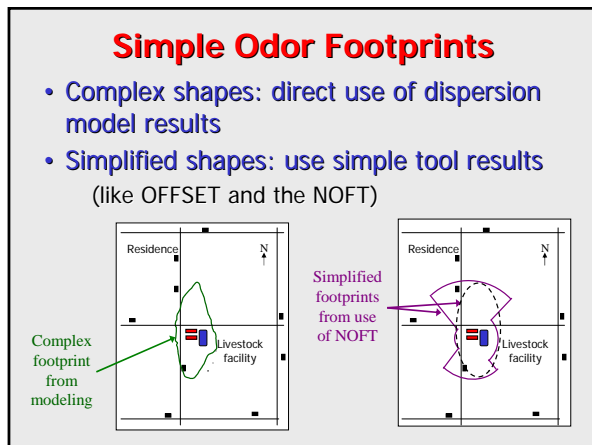 Simple Odor Footprints
• Complex shapes: direct use of dispersion
model results
• Simplified shapes: use simple tool results
(like OFFSET and the NOFT)
Residence
N
Livestock
facility
Complex
footprint
from
modeling
Residence
N
Livestock
facility
Simplified
footprints
from use
of NOFT